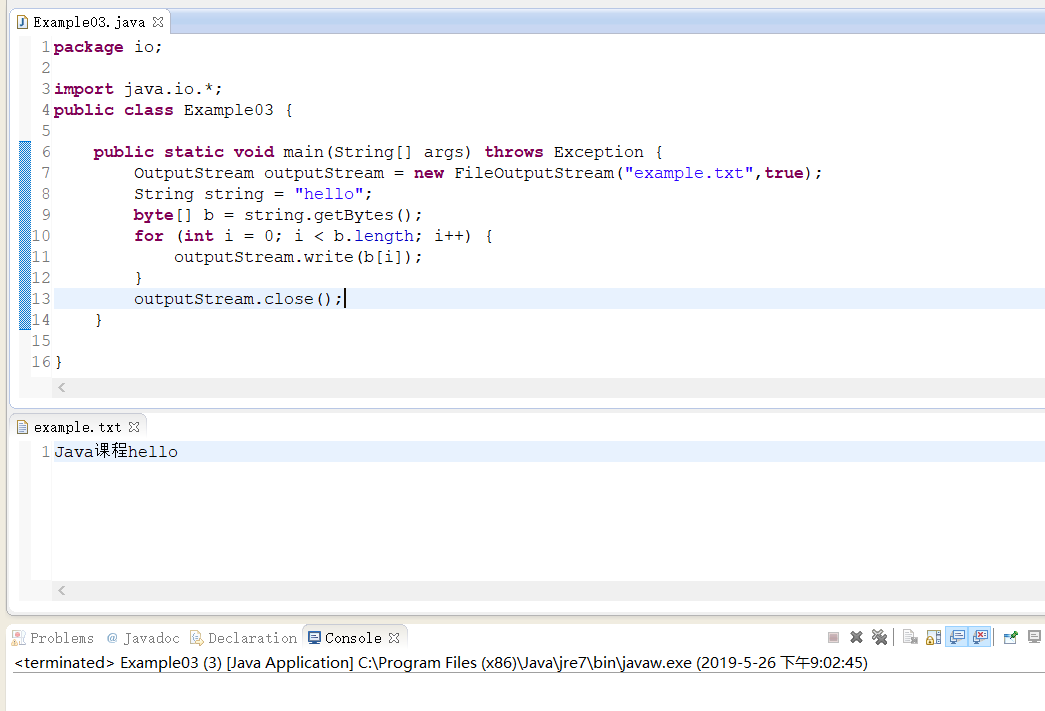 Example03.java
1 package io;
2
3 import java.io.*;
4 public class Example03 {
5
6     public static void main(String[] args) throws Exception {
7         OutputStream outputStream = new FileOutputStream("example.txt",true);
8         String string = "hello";
9         byte[] b = string.getBytes();
10         for (int i = 0; i < b.length; i++) {
11             outputStream.write(b[i]);
12         }
13         outputStream.close();
14     }
15
16 }
example.txt
1 Java课程hello
Problems @ Javadoc Declaration Console
<terminated> Example03 (3) [Java Application] C:\Program Files (x86)\Java\jre7\bin\javaw.exe (2019-5-26 下午9:02:45)